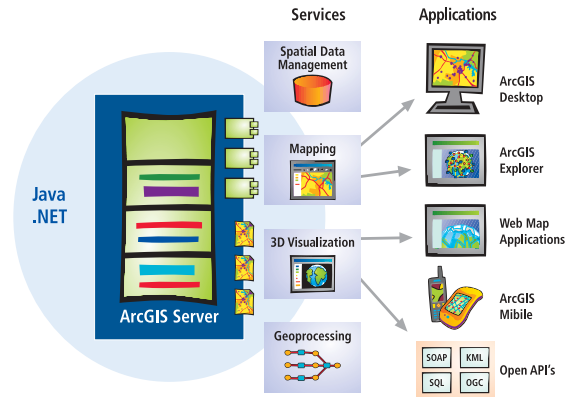 Services
Applications
Spatial Data
Management
ArcGIS
Desktop
Mapping
ArcGIS
Explorer
Java
.NET
Web Map
Applications
3D Visualization
ArcGIS
Mibile
ArcGIS Server
Geoprocessing
SOAP
KML
SQL
OGC
Open API's